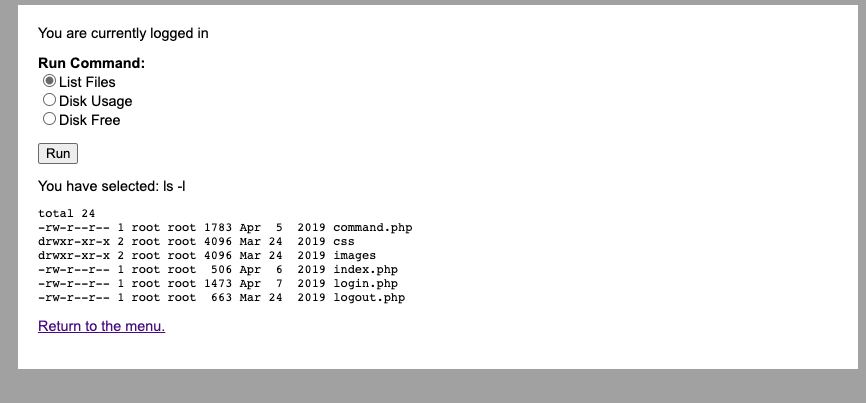 You are currently logged in
Run Command:
List Files
Disk Usage
Disk Free
Run
You have selected: ls -l
total 24
-rw-r--r-- 1 root root 1783 Apr  5  2019 command.php
drwxr-xr-x 2 root root 4096 Mar 24  2019 css
drwxr-xr-x 2 root root 4096 Mar 24  2019 images
-rw-r--r-- 1 root root  506 Apr  6  2019 index.php
-rw-r--r-- 1 root root 1473 Apr  7  2019 login.php
-rw-r--r-- 1 root root  663 Mar 24  2019 logout.php
Return to the menu.